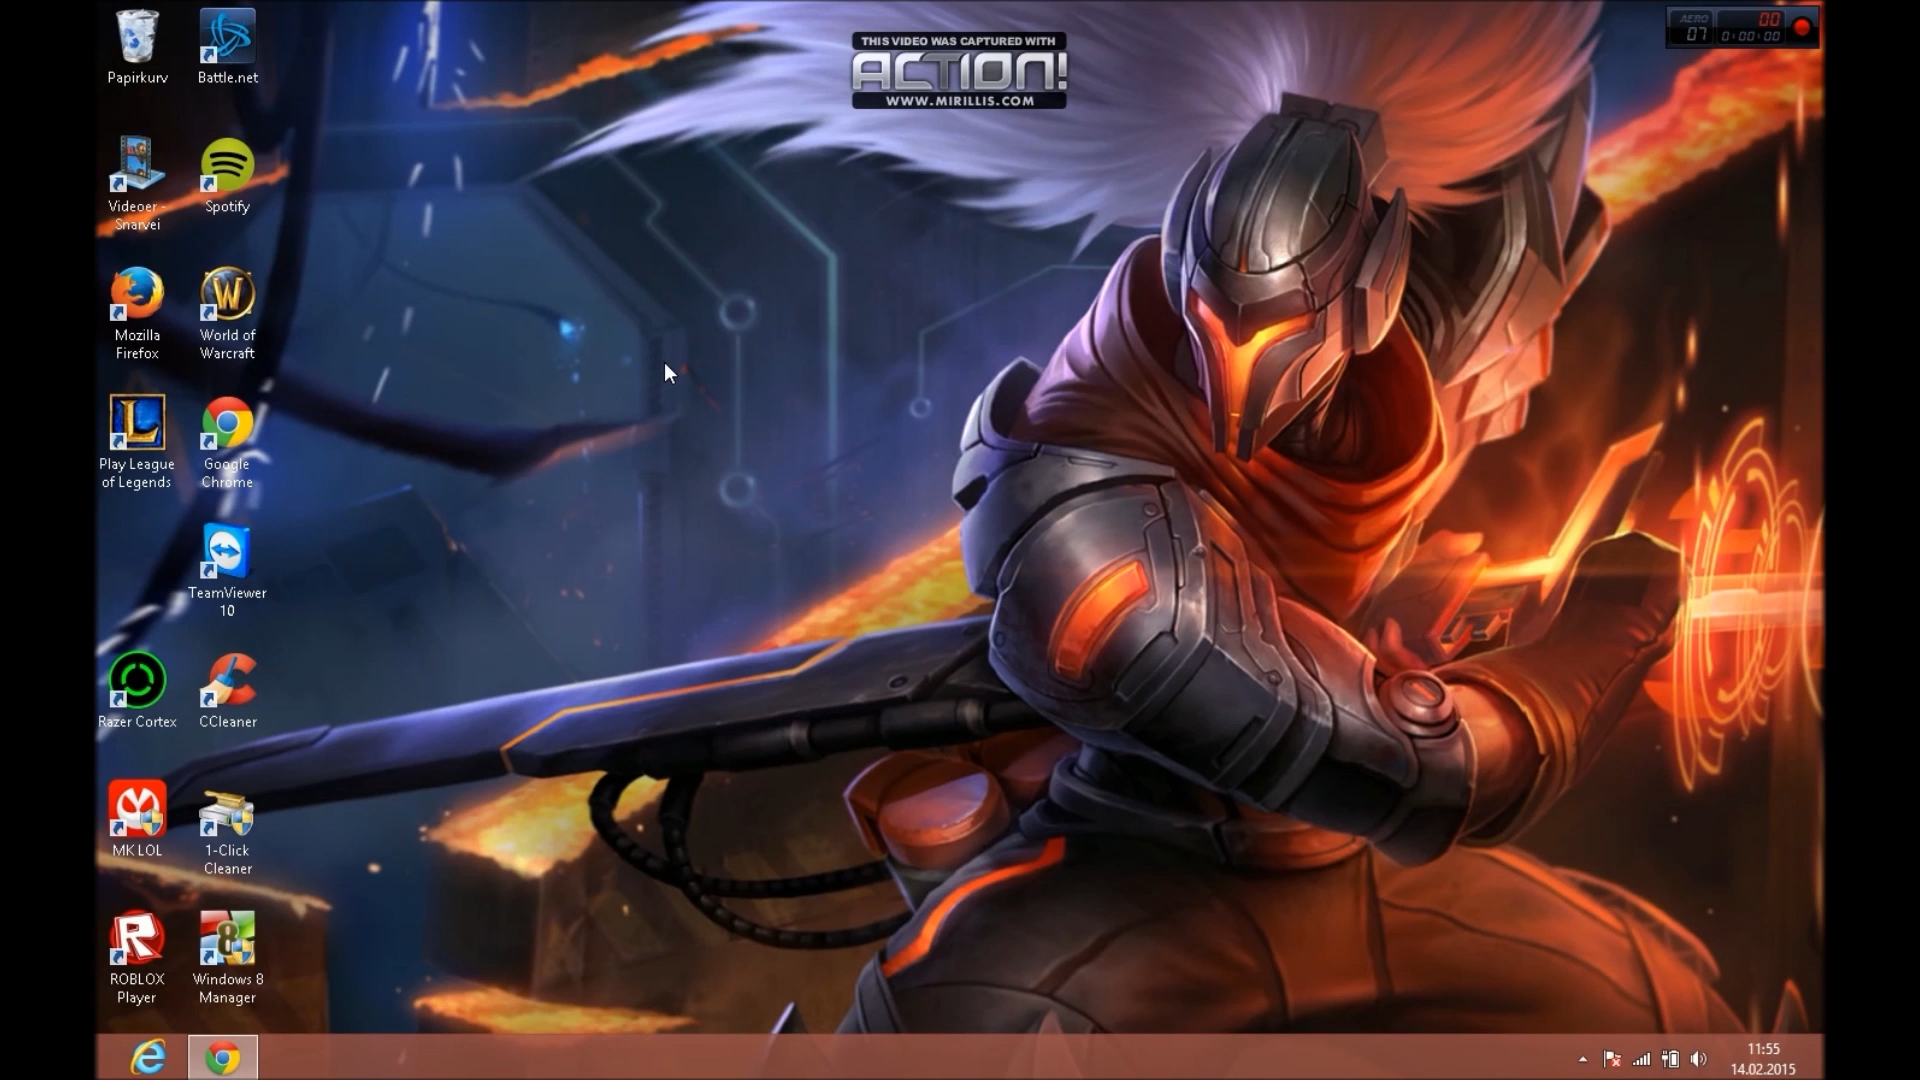 Papirkurv
Battle.net
THIS VIDEO WAS CAPTURED WITH
ACTION!
WWW.MIRILLIS.COM
AERO
07
00
0:00:00
Videoer -
Snarvei
Spotify
Mozilla
Firefox
W
World of
Warcraft
L
Play League
of Legends
Google
Chrome
TeamViewer
10
Razer Cortex
CCleaner
MK LOL
1-Click
Cleaner
R
ROBLOX
Player
8
Windows 8
Manager
11:55
14.02.2015